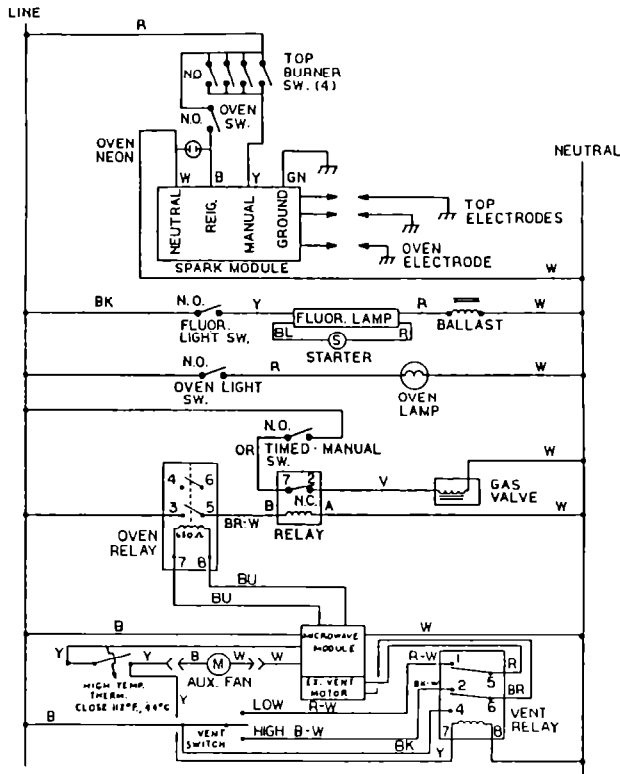 LINE
R
TOP
BURNER
SW. (4)
N.O
N.O. OVEN
SW.
OVEN
NEON
NEUTRAL
W B Y GN
NEUTRAL
REIG.
MANUAL
GROUND
SPARK MODULE
TOP
ELECTRODES
OVEN
ELECTRODE
W
BK N.O. Y FLUOR. LAMP R W
FLUOR.
LIGHT SW.
BL S R
STARTER
BALLAST
N.O. R W
OVEN LIGHT
SW.
OVEN
LAMP
N.O.
OR TIMED-MANUAL
SW.
W
4 6
7 2
N.C.
V
GAS
VALVE
3 5
BR-W
B A
W
OVEN
RELAY
RELAY
7 8
BU
BU
B
MICROWAVE
MODULE
W
Y
Y B M W W
AUX. FAN
EX. VENT
MOTOR
HIGH TEMP.
THERM.
R-W 1 R
5
BK-W 2 BR
6
4
LOW R-W
B
VENT
SWITCH
HIGH B-W
BK
Y
7 8
VENT
RELAY